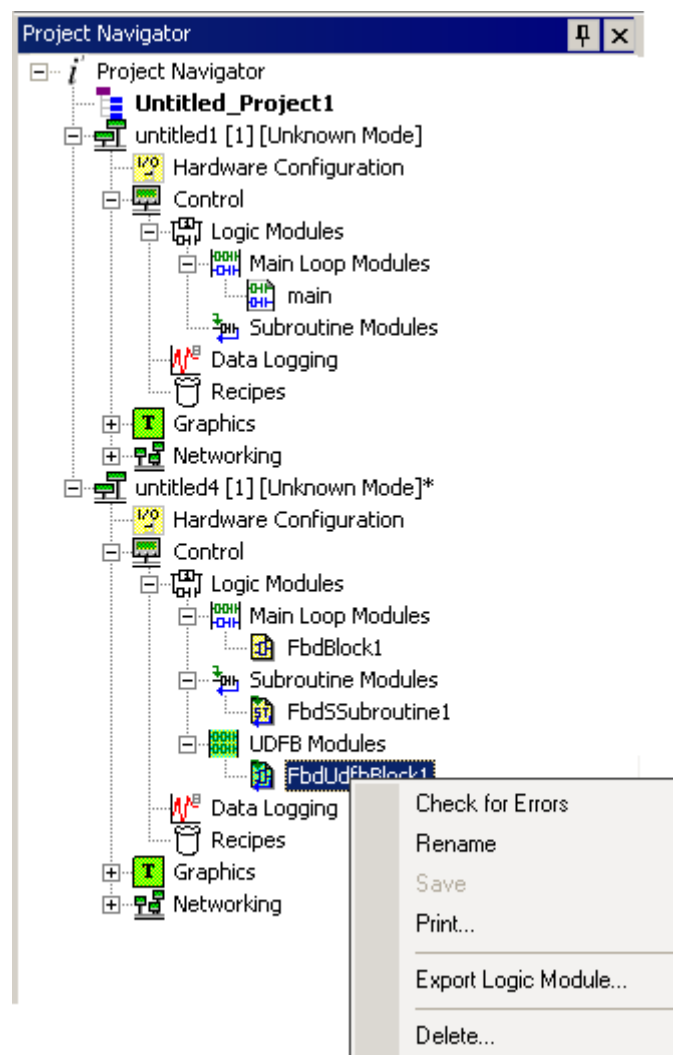 Project Navigator
Project Navigator
Untitled_Project1
untitled1 [1] [Unknown Mode]
I/O Hardware Configuration
Control
Logic Modules
Main Loop Modules
main
Subroutine Modules
Data Logging
Recipes
T Graphics
Networking
untitled4 [1] [Unknown Mode]*
I/O Hardware Configuration
Control
Logic Modules
Main Loop Modules
FbdBlock1
Subroutine Modules
ST FbdSSubroutine1
UDFB Modules
FbdUdfbBlock1
Check for Errors
Data Logging
Rename
Recipes
T Graphics
Save
Networking
Print...
Export Logic Module...
Delete...